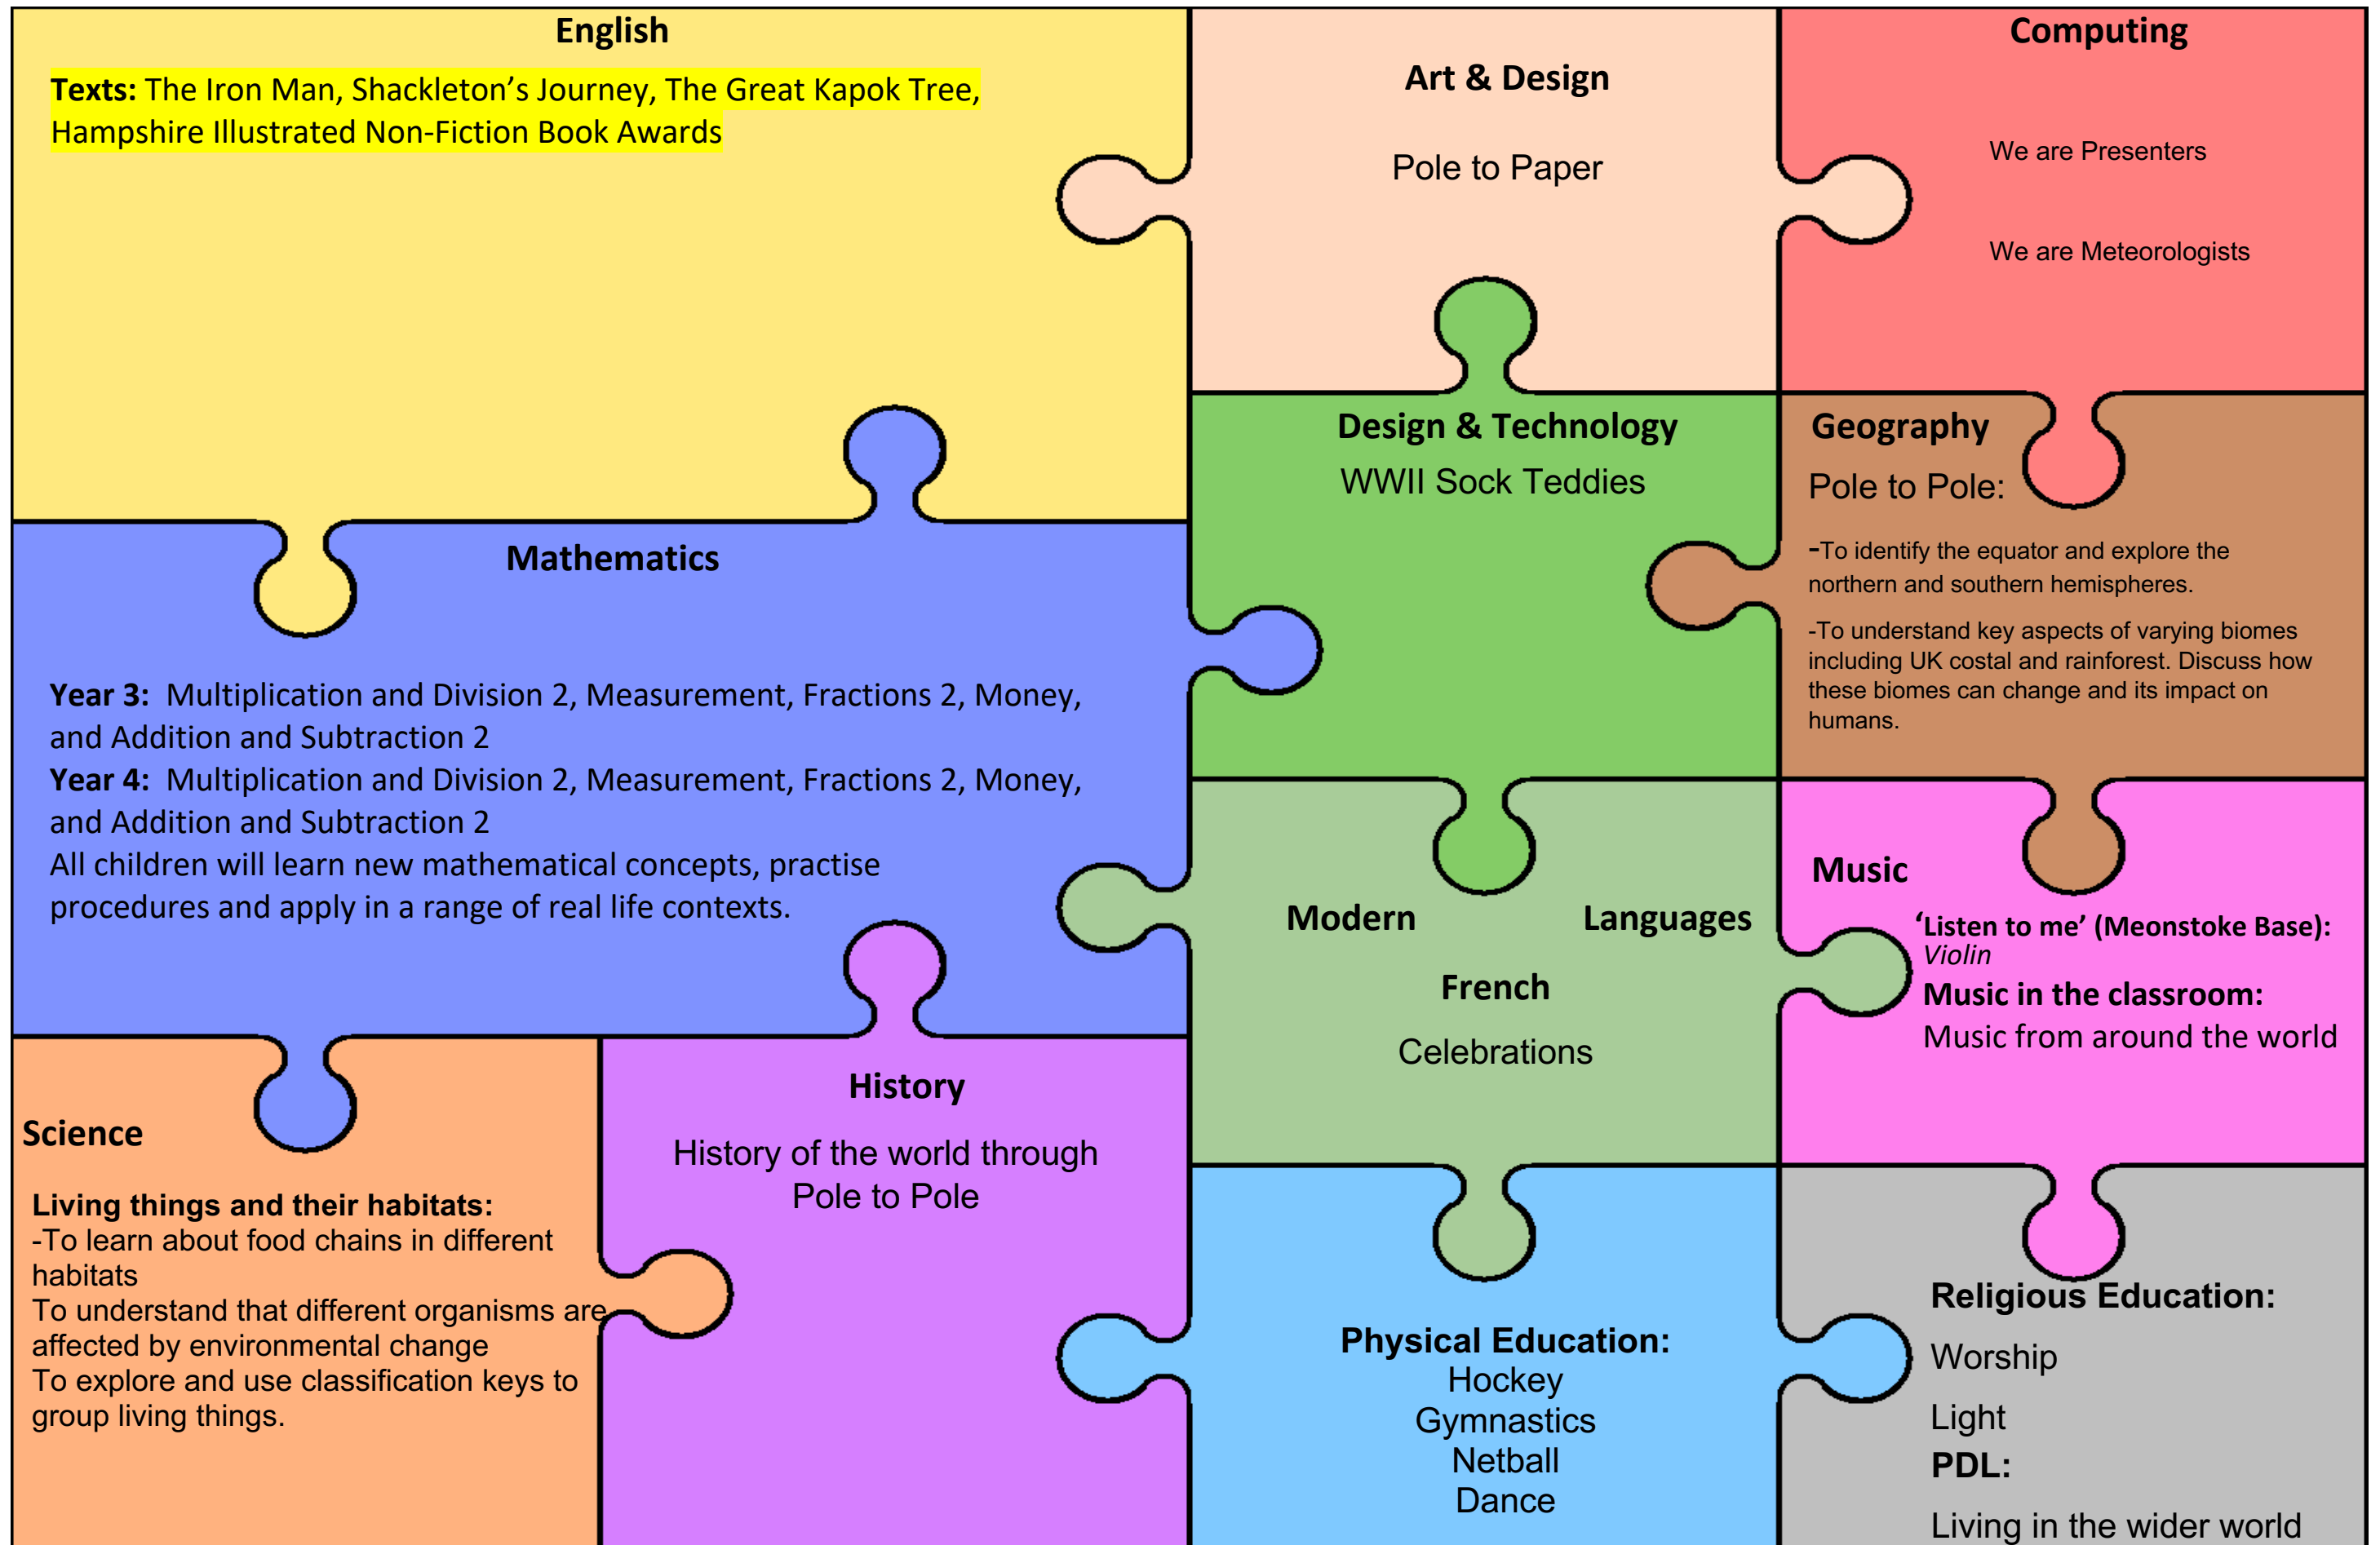 English
Texts: The Iron Man, Shackleton’s Journey, The Great Kapok Tree,
Hampshire Illustrated Non-Fiction Book Awards
Art & Design
Pole to Paper
Computing
We are Presenters
We are Meteorologists
Mathematics
Year 3:  Multiplication and Division 2, Measurement, Fractions 2, Money,
and Addition and Subtraction 2
Year 4:  Multiplication and Division 2, Measurement, Fractions 2, Money,
and Addition and Subtraction 2
All children will learn new mathematical concepts, practise
procedures and apply in a range of real life contexts.
Design & Technology
WWII Sock Teddies
Geography
Pole to Pole:
-To identify the equator and explore the
northern and southern hemispheres.
-To understand key aspects of varying biomes
including UK costal and rainforest. Discuss how
these biomes can change and its impact on
humans.
Modern Languages
French
Celebrations
Music
‘Listen to me’ (Meonstoke Base):
Violin
Music in the classroom:
Music from around the world
Science
Living things and their habitats:
-To learn about food chains in different
habitats
To understand that different organisms are
affected by environmental change
To explore and use classification keys to
group living things.
History
History of the world through
Pole to Pole
Physical Education:
Hockey
Gymnastics
Netball
Dance
Religious Education:
Worship
Light
PDL:
Living in the wider world